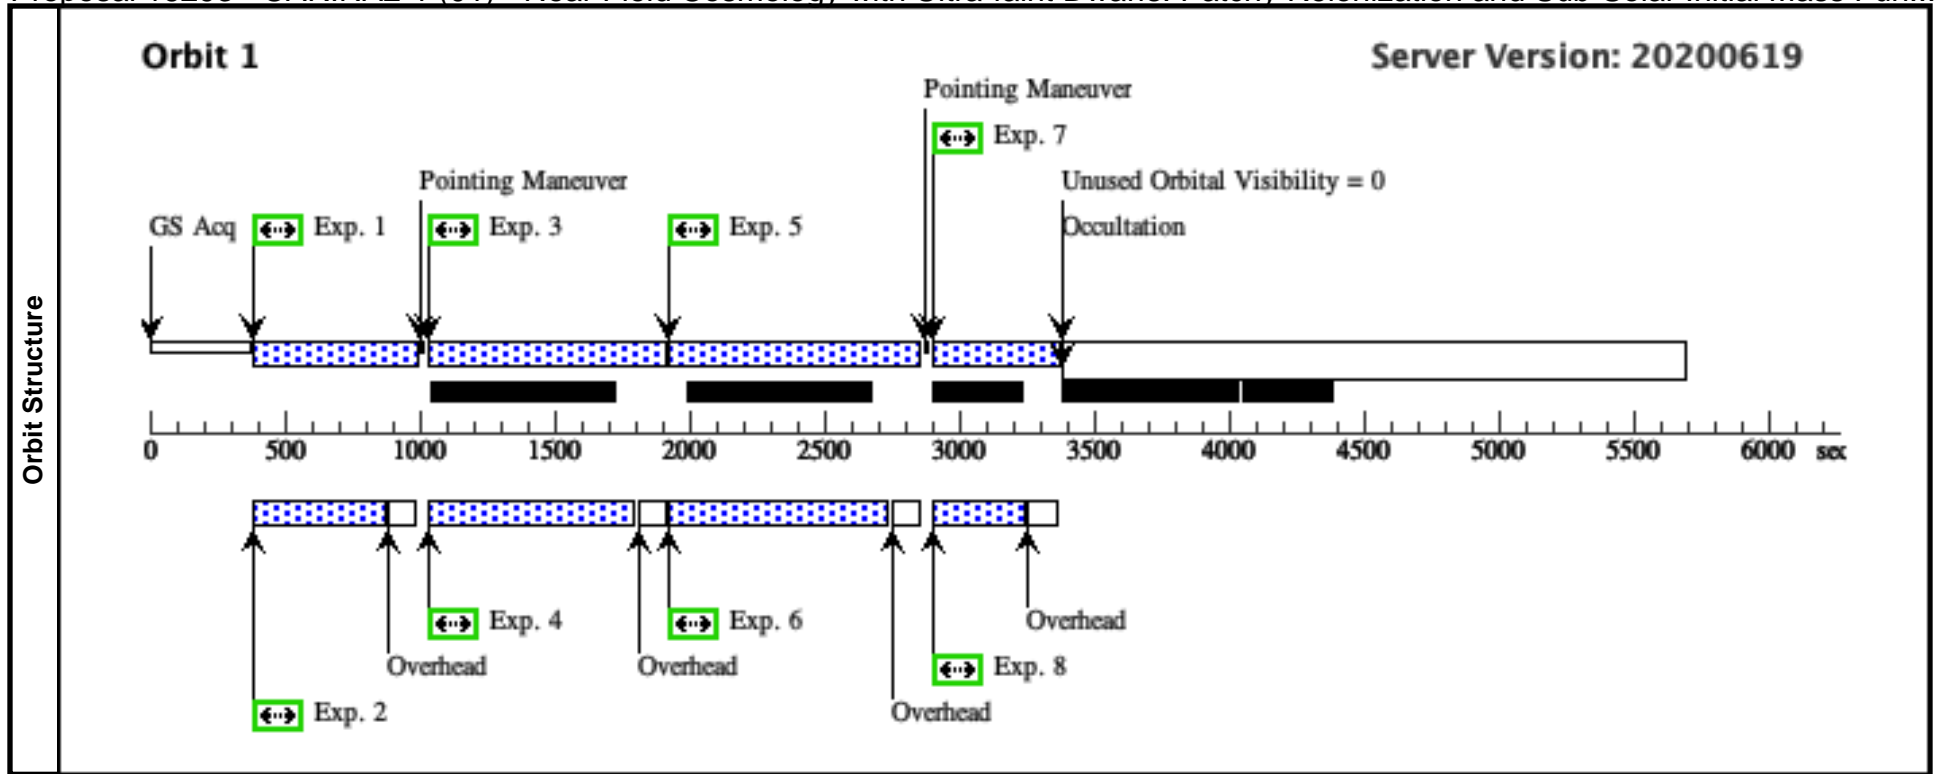 Orbit 1
Server Version: 20200619
Pointing Maneuver
Exp. 7
Pointing Maneuver
Unused Orbital Visibility = 0
GS Acq
Exp. 1
Exp. 3
Exp. 5
Occultation
Orbit Structure
0 500 1000 1500 2000 2500 3000 3500 4000 4500 5000 5500 6000 sec
Exp. 4
Exp. 6
Overhead
Overhead
Overhead
Exp. 8
Exp. 2
Overhead